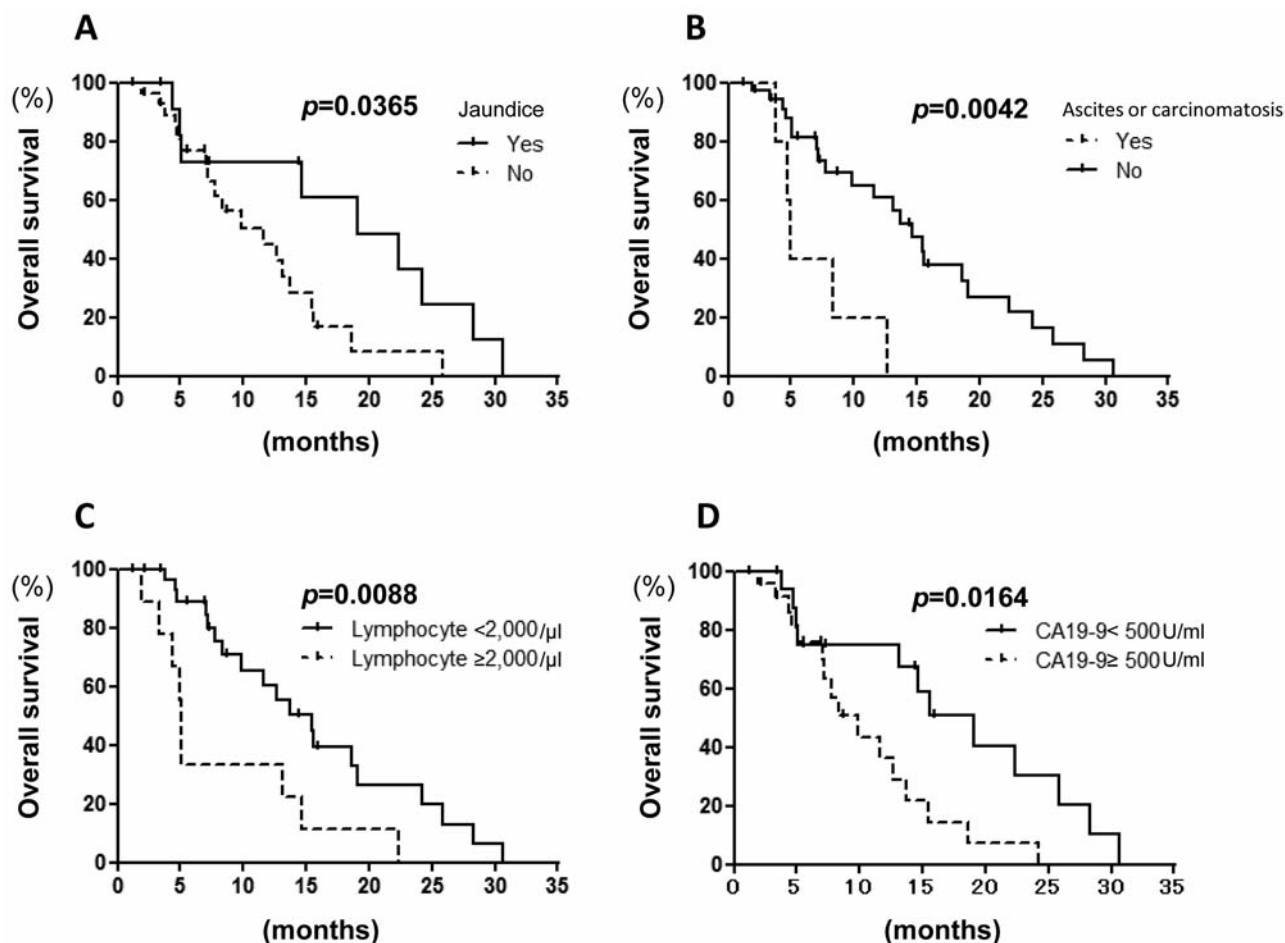 A
(%)
Overall survival
100
80
60
40
20
0
p=0.0365
Jaundice
Yes
No
0 5 10 15 20 25 30 35
(months)
B
(%)
Overall survival
100
80
60
40
20
0
p=0.0042
Ascites or carcinomatosis
Yes
No
0 5 10 15 20 25 30 35
(months)
C
(%)
Overall survival
100
80
60
40
20
0
p=0.0088
Lymphocyte <2,000/μl
Lymphocyte ≥2,000/μl
0 5 10 15 20 25 30 35
(months)
D
(%)
Overall survival
100
80
60
40
20
0
p=0.0164
CA19-9< 500U/ml
CA19-9≥ 500U/ml
0 5 10 15 20 25 30 35
(months)